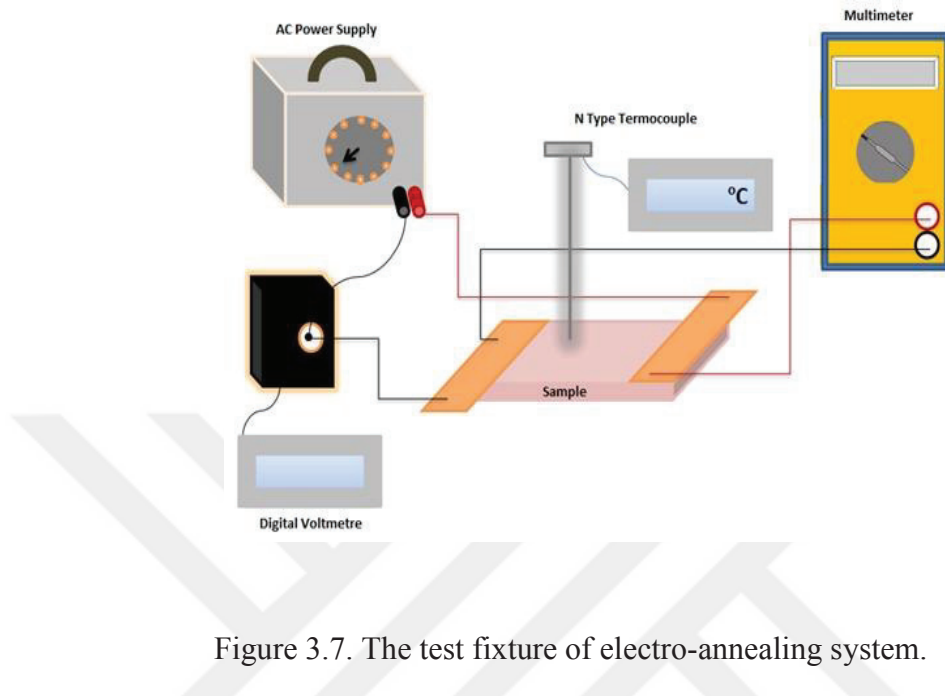 Multimeter
AC Power Supply
N Type Termocouple
ºC
Sample
Digital Voltmetre
Figure 3.7. The test fixture of electro-annealing system.